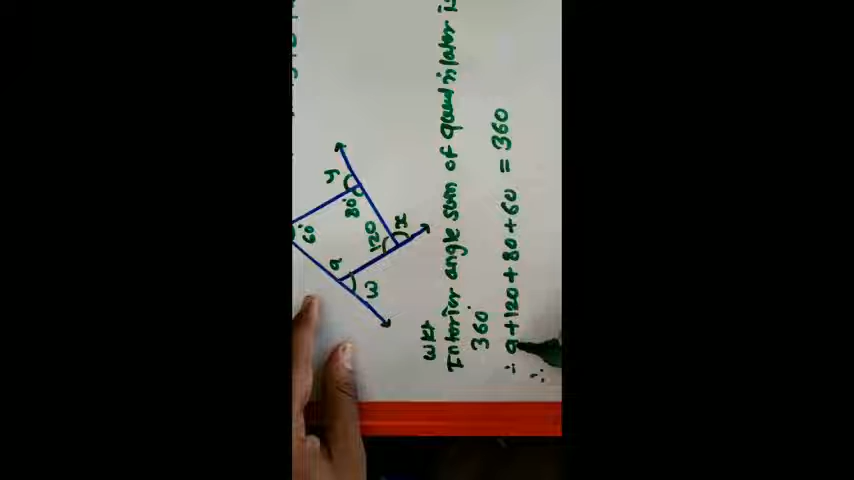 y
80°
60°
120
x
a
w
WKT
Interior angle sum of quadrilater is
360°
∴ a+120+80+60 = 360
∴